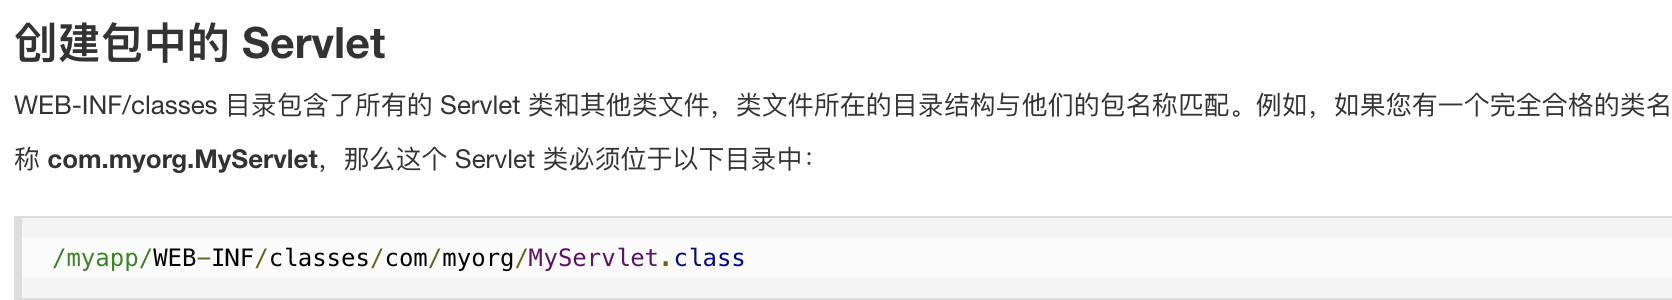 创建包中的 Servlet
WEB-INF/classes 目录包含了所有的 Servlet 类和其他类文件，类文件所在的目录结构与他们的包名称匹配。例如，如果您有一个完全合格的类名
称 com.myorg.MyServlet，那么这个 Servlet 类必须位于以下目录中：
/myapp/WEB-INF/classes/com/myorg/MyServlet.class